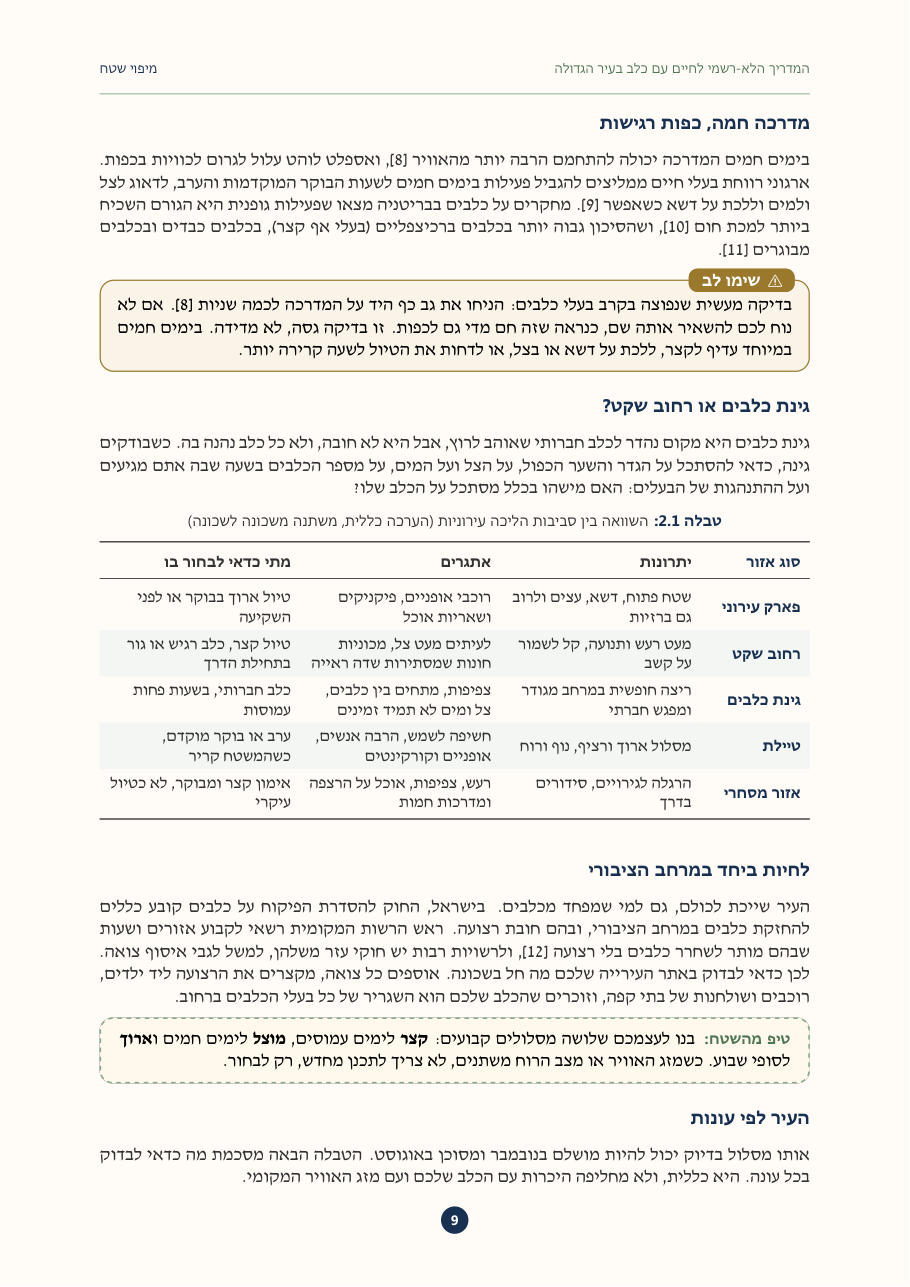 המדריך הלא-רשמי לחיים עם כלב בעיר הגדולה
מיפוי שטח
מדרכה חמה, כפות רגישות
בימים חמים המדרכה יכולה להתחמם הרבה יותר מהאוויר [8], ואספלט לוהט עלול לגרום לכוויות בכפות.
ארגוני רווחת בעלי חיים ממליצים להגביל פעילות בימים חמים לשעות הבוקר המוקדמות והערב, לדאוג לצל
ולמים וללכת על דשא כשאפשר [9]. מחקרים על כלבים בבריטניה מצאו שפעילות גופנית היא הגורם השכיח
ביותר למכת חום [10], ושהסיכון גבוה יותר בכלבים ברכיצפליים (בעלי אף קצר), בכלבים כבדים ובכלבים
מבוגרים [11].
⚠ שימו לב
בדיקה מעשית שנפוצה בקרב בעלי כלבים: הניחו את גב כף היד על המדרכה לכמה שניות [8]. אם לא
נוח לכם להשאיר אותה שם, כנראה שזה חם מדי גם לכפות. זו בדיקה גסה, לא מדידה. בימים חמים
במיוחד עדיף לקצר, ללכת על דשא או בצל, או לדחות את הטיול לשעה קרירה יותר.
גינת כלבים או רחוב שקט?
גינת כלבים היא מקום נהדר לכלב חברותי שאוהב לרוץ, אבל היא לא חובה, ולא כל כלב נהנה בה. כשבודקים
גינה, כדאי להסתכל על הגדר והשער הכפול, על הצל ועל המים, על מספר הכלבים בשעה שבה אתם מגיעים
ועל ההתנהגות של הבעלים: האם מישהו בכלל מסתכל על הכלב שלו?
טבלה 2.1: השוואה בין סביבות הליכה עירוניות (הערכה כללית, משתנה משכונה לשכונה)
סוג אזור יתרונות אתגרים מתי כדאי לבחור בו
פארק עירוני שטח פתוח, דשא, עצים ולרוב רוכבי אופניים, פיקניקים טיול ארוך בבוקר או לפני
גם ברזיות ושאריות אוכל השקיעה
רחוב שקט מעט רעש ותנועה, קל לשמור לעיתים מעט צל, מכוניות טיול קצר, כלב רגיש או גור
על קשב חונות שמסתירות שדה ראייה בתחילת הדרך
גינת כלבים ריצה חופשית במרחב מגודר צפיפות, מתחים בין כלבים, כלב חברותי, בשעות פחות
ומפגש חברתי צל ומים לא תמיד זמינים עמוסות
טיילת מסלול ארוך ורציף, נוף ורוח חשיפה לשמש, הרבה אנשים, ערב או בוקר מוקדם,
אופניים וקורקינטים כשהמשטח קריר
אזור מסחרי הרגלה לגירויים, סידורים רעש, צפיפות, אוכל על הרצפה אימון קצר ומבוקר, לא כטיול
בדרך ומדרכות חמות עיקרי
לחיות ביחד במרחב הציבורי
העיר שייכת לכולם, גם למי שמפחד מכלבים. בישראל, החוק להסדרת הפיקוח על כלבים קובע כללים
להחזקת כלבים במרחב הציבורי, ובהם חובת רצועה. ראש הרשות המקומית רשאי לקבוע אזורים ושעות
שבהם מותר לשחרר כלבים בלי רצועה [12], ולרשויות רבות יש חוקי עזר משלהן, למשל לגבי איסוף צואה.
לכן כדאי לבדוק באתר העירייה שלכם מה חל בשכונה. אוספים כל צואה, מקצרים את הרצועה ליד ילדים,
רוכבים ושולחנות של בתי קפה, וזוכרים שהכלב שלכם הוא השגריר של כל בעלי הכלבים ברחוב.
טיפ מהשטח: בנו לעצמכם שלושה מסלולים קבועים: קצר לימים עמוסים, מוצל לימים חמים וארוך
לסופי שבוע. כשמזג האוויר או מצב הרוח משתנים, לא צריך לתכנן מחדש, רק לבחור.
העיר לפי עונות
אותו מסלול בדיוק יכול להיות מושלם בנובמבר ומסוכן באוגוסט. הטבלה הבאה מסכמת מה כדאי לבדוק
בכל עונה. היא כללית, ולא מחליפה היכרות עם הכלב שלכם ועם מזג האוויר המקומי.
9